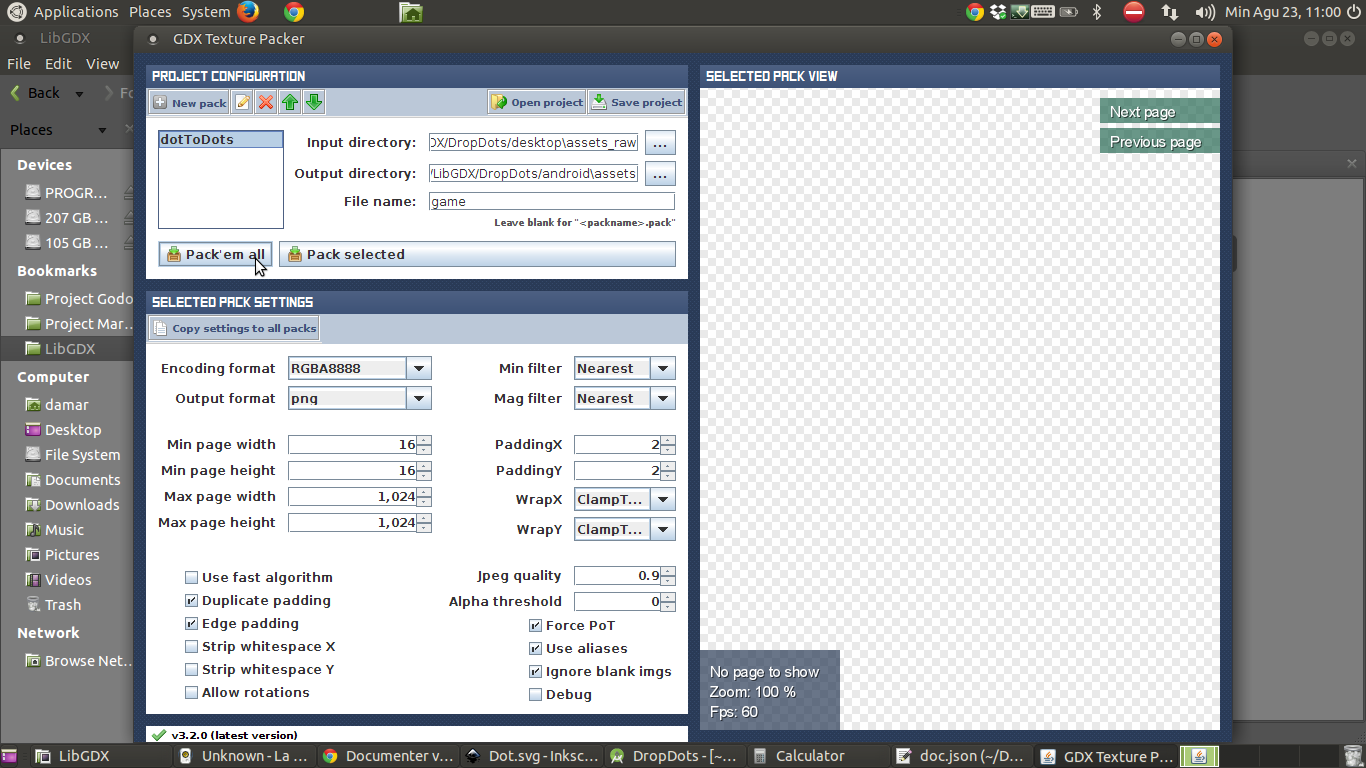 Applications Places System Min Agu 23, 11:00
LibGDX
GDX Texture Packer
File Edit View
Back Fo
Places
Devices
PROGR...
207 GB ...
105 GB ...
Bookmarks
Project Godo
Project Mar...
LibGDX
Computer
damar
Desktop
File System
Documents
Downloads
Music
Pictures
Videos
Trash
Network
Browse Net...
PROJECT CONFIGURATION
New pack Open project Save project
dotToDots
Input directory: DX/DropDots/desktop\assets_raw ...
Output directory: /LibGDX/DropDots/android\assets ...
File name: game
Leave blank for "<packname>.pack"
Pack'em all Pack selected
SELECTED PACK SETTINGS
Copy settings to all packs
Encoding format RGBA8888 Min filter Nearest
Output format png Mag filter Nearest
Min page width 16 PaddingX 2
Min page height 16 PaddingY 2
Max page width 1,024 WrapX ClampT...
Max page height 1,024 WrapY ClampT...
Use fast algorithm Jpeg quality 0.9
Duplicate padding Alpha threshold 0
Edge padding Force PoT
Strip whitespace X Use aliases
Strip whitespace Y Ignore blank imgs
Allow rotations Debug
v3.2.0 (latest version)
SELECTED PACK VIEW
Next page
Previous page
No page to show
Zoom: 100 %
Fps: 60
LibGDX Unknown - La ... Documenter v... Dot.svg - Inksc... DropDots - [~... Calculator doc.json (~/D... GDX Texture P...